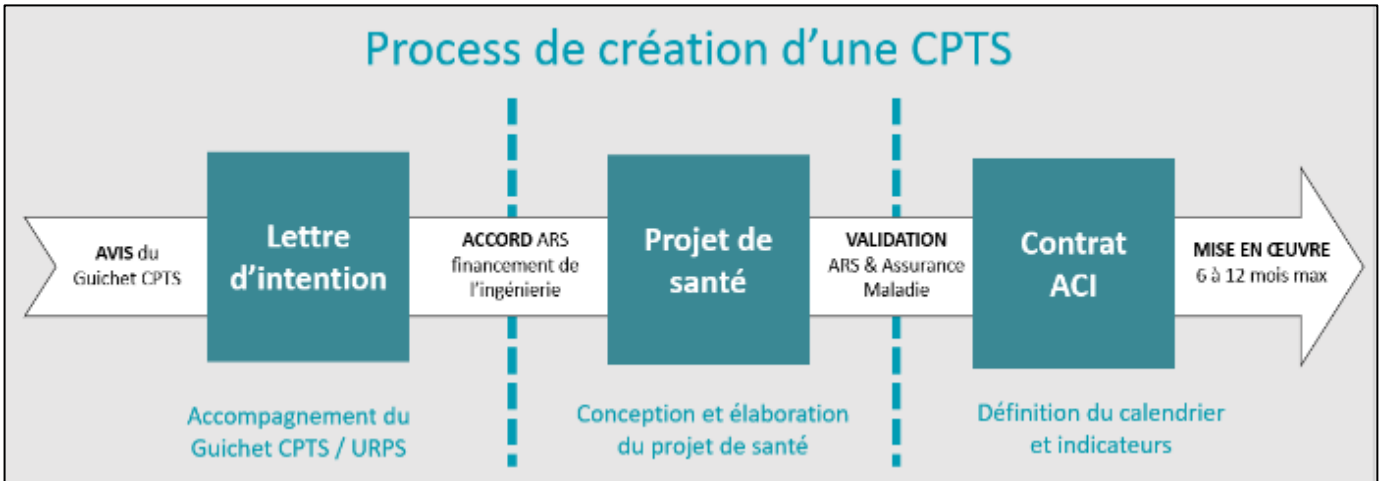 Process de création d'une CPTS
AVIS du
Guichet CPTS
Lettre
d'intention
ACCORD ARS
financement de
l'ingénierie
Projet de
santé
VALIDATION
ARS & Assurance
Maladie
Contrat
ACI
MISE EN ŒUVRE
6 à 12 mois max
Accompagnement du
Guichet CPTS / URPS
Conception et élaboration
du projet de santé
Définition du calendrier
et indicateurs